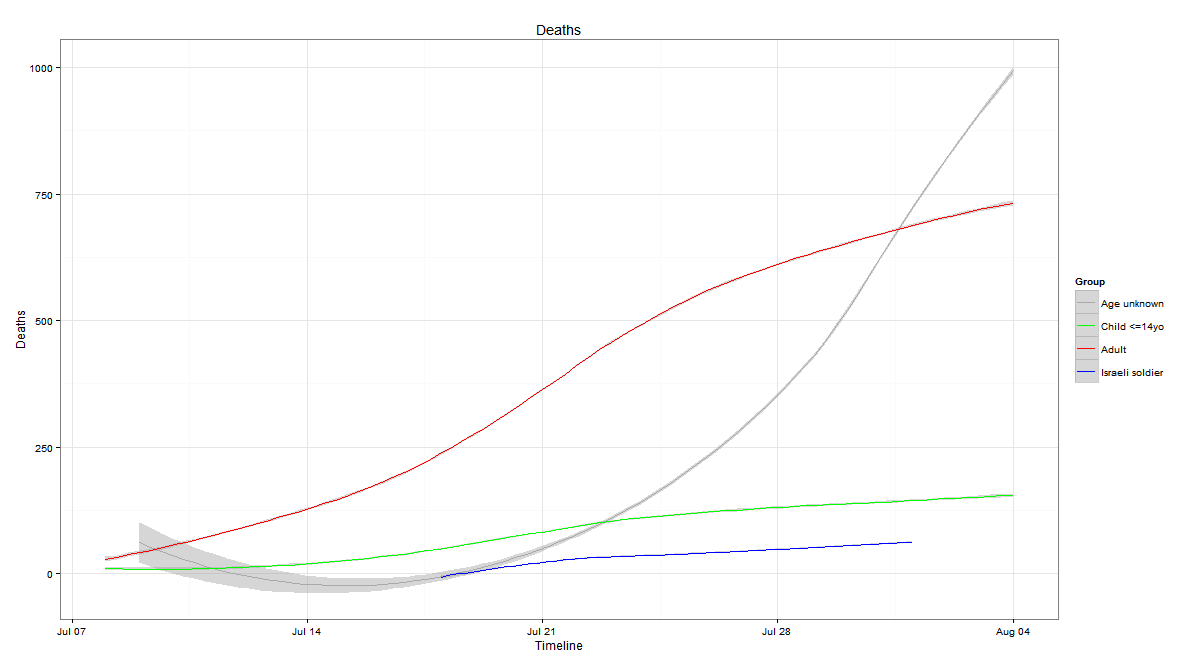 Deaths
1000
750
500
250
0
Deaths
Jul 07
Jul 14
Jul 21
Jul 28
Aug 04
Timeline
Group
Age unknown
Child <=14yo
Adult
Israeli soldier